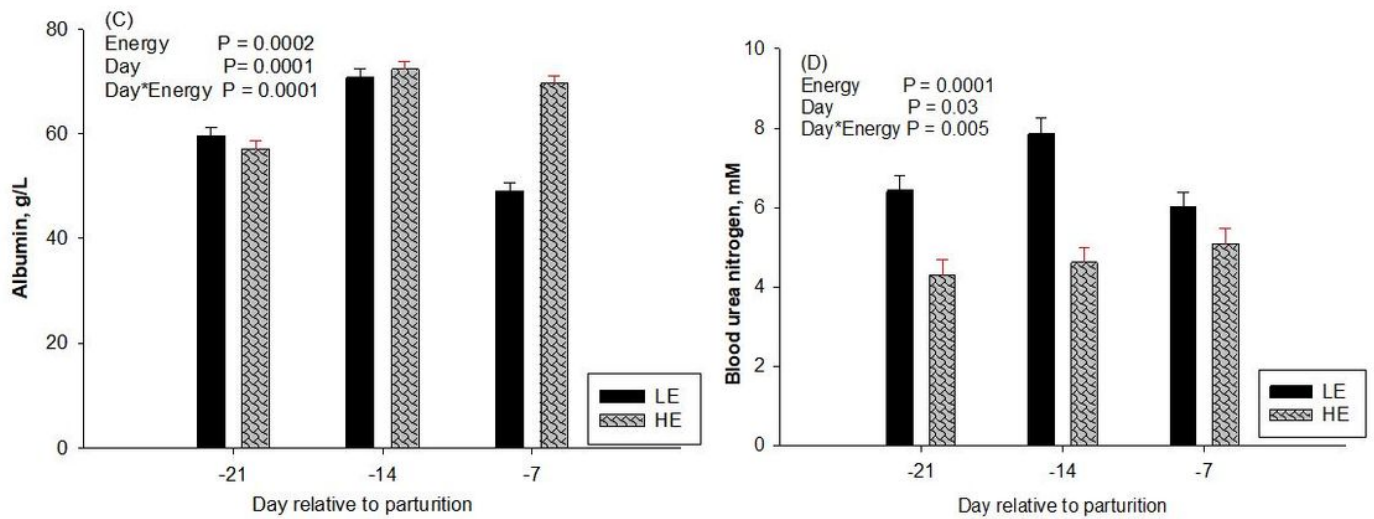 (C)
Energy P = 0.0002
Day P= 0.0001
Day*Energy P = 0.0001
80
60
40
20
0
Albumin, g/L
-21
-14
-7
Day relative to parturition
LE
HE
(D)
Energy P = 0.0001
Day P = 0.03
Day*Energy P = 0.005
10
8
6
4
2
0
Blood urea nitrogen, mM
-21
-14
-7
Day relative to parturition
LE
HE